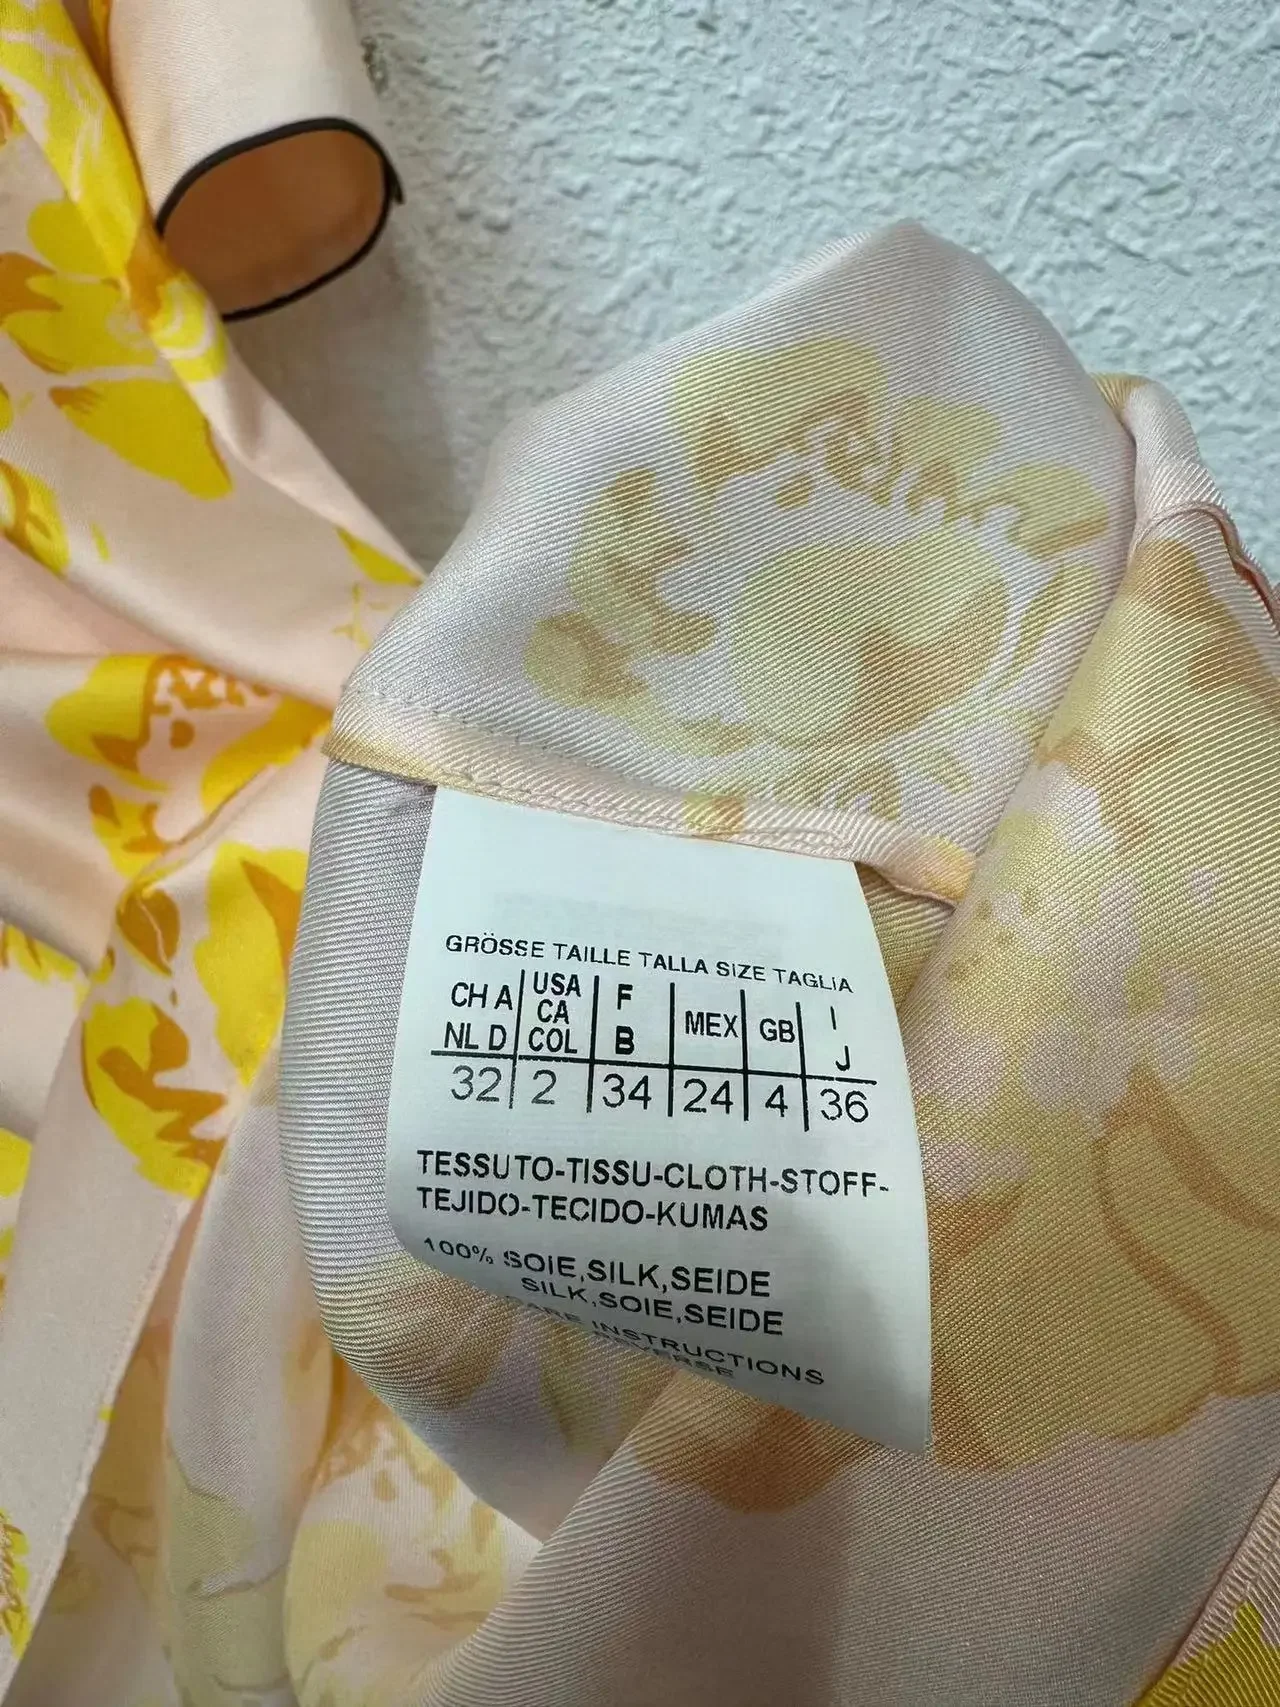 GRÖSSE TAILLE TALLA SIZE TAGLIA
CH A NL D | USA CA COL | F B | MEX | GB | I J
32 | 2 | 34 | 24 | 4 | 36
TESSUTO-TISSU-CLOTH-STOFF-
TEJIDO-TECIDO-KUMAS
100% SOIE,SILK,SEIDE
SILK,SOIE,SEIDE
CARE INSTRUCTIONS
REVERSE